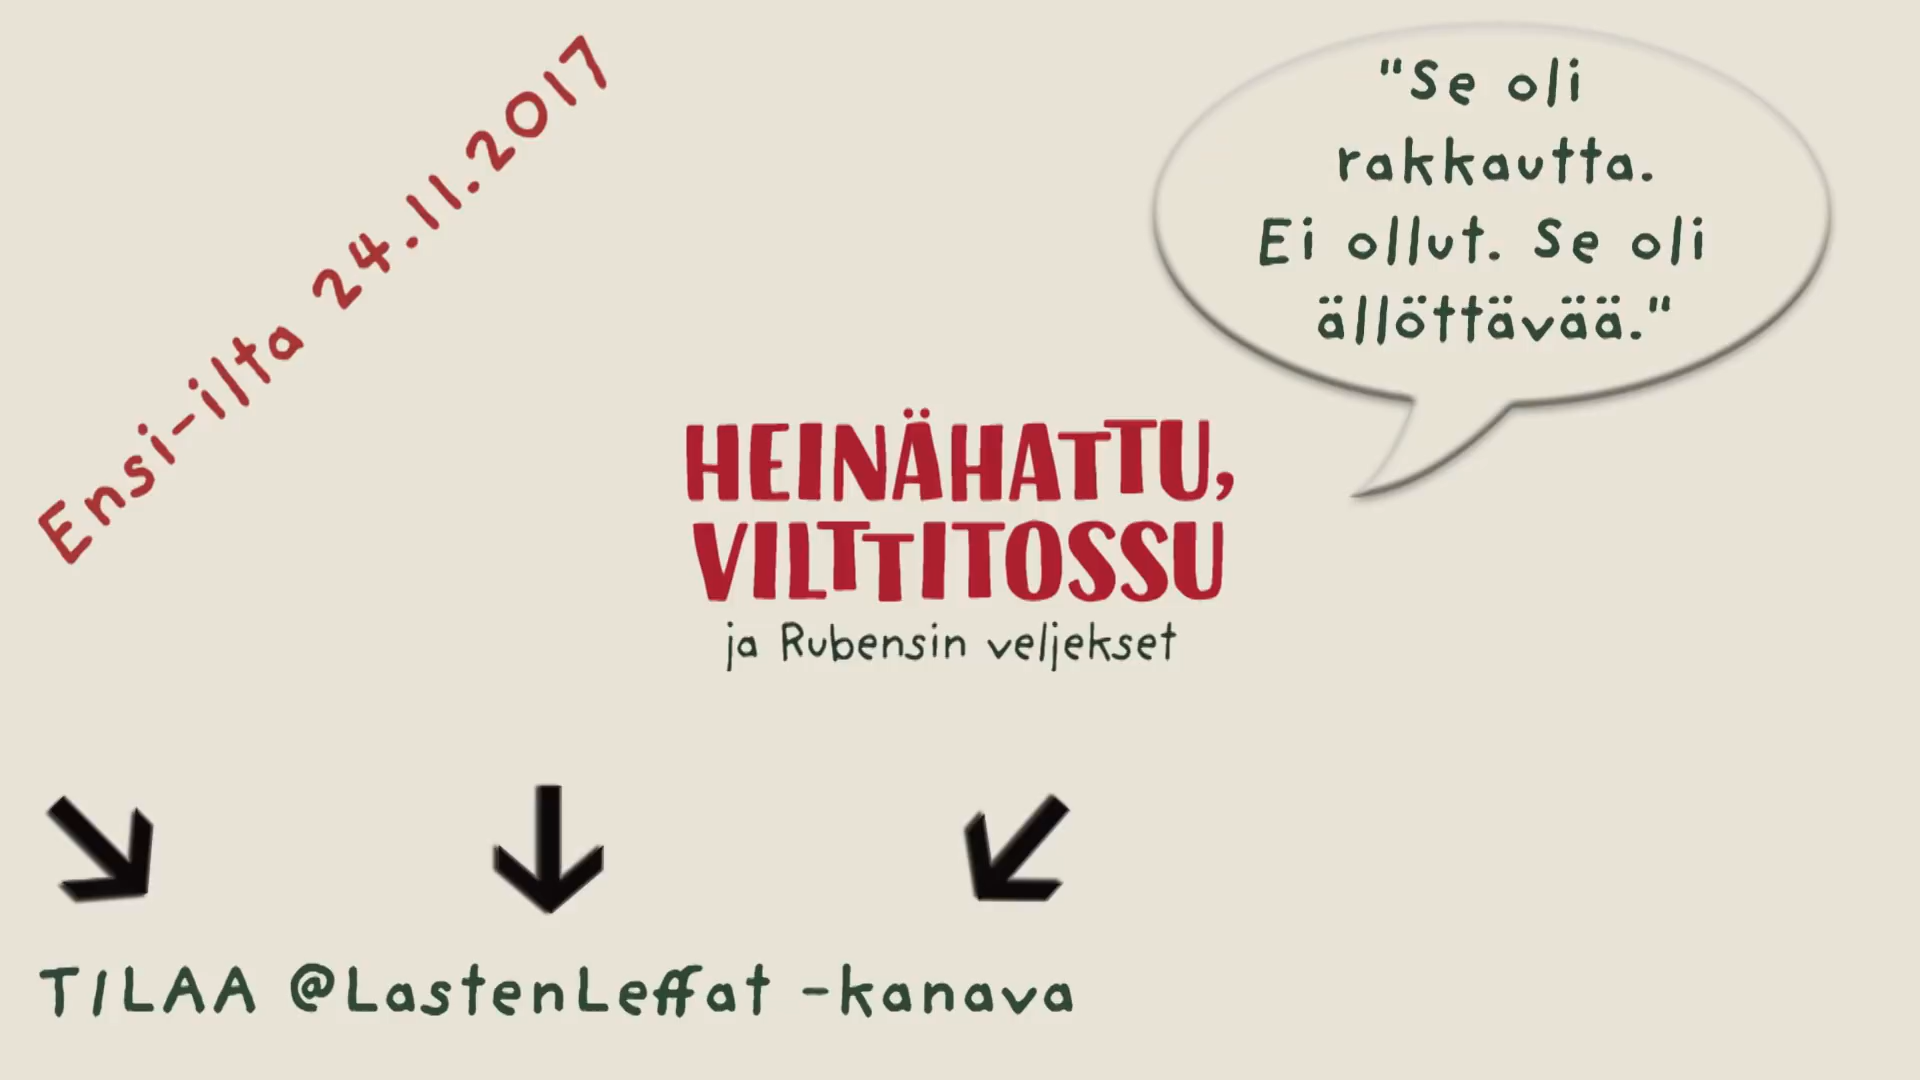 Ensi-ilta 24.11.2017
"Se oli
rakkautta.
Ei ollut. Se oli
ällöttävää."
HEINÄHATTU,
VILTTITOSSU
ja Rubensin veljekset
TILAA @LastenLeffat -kanava